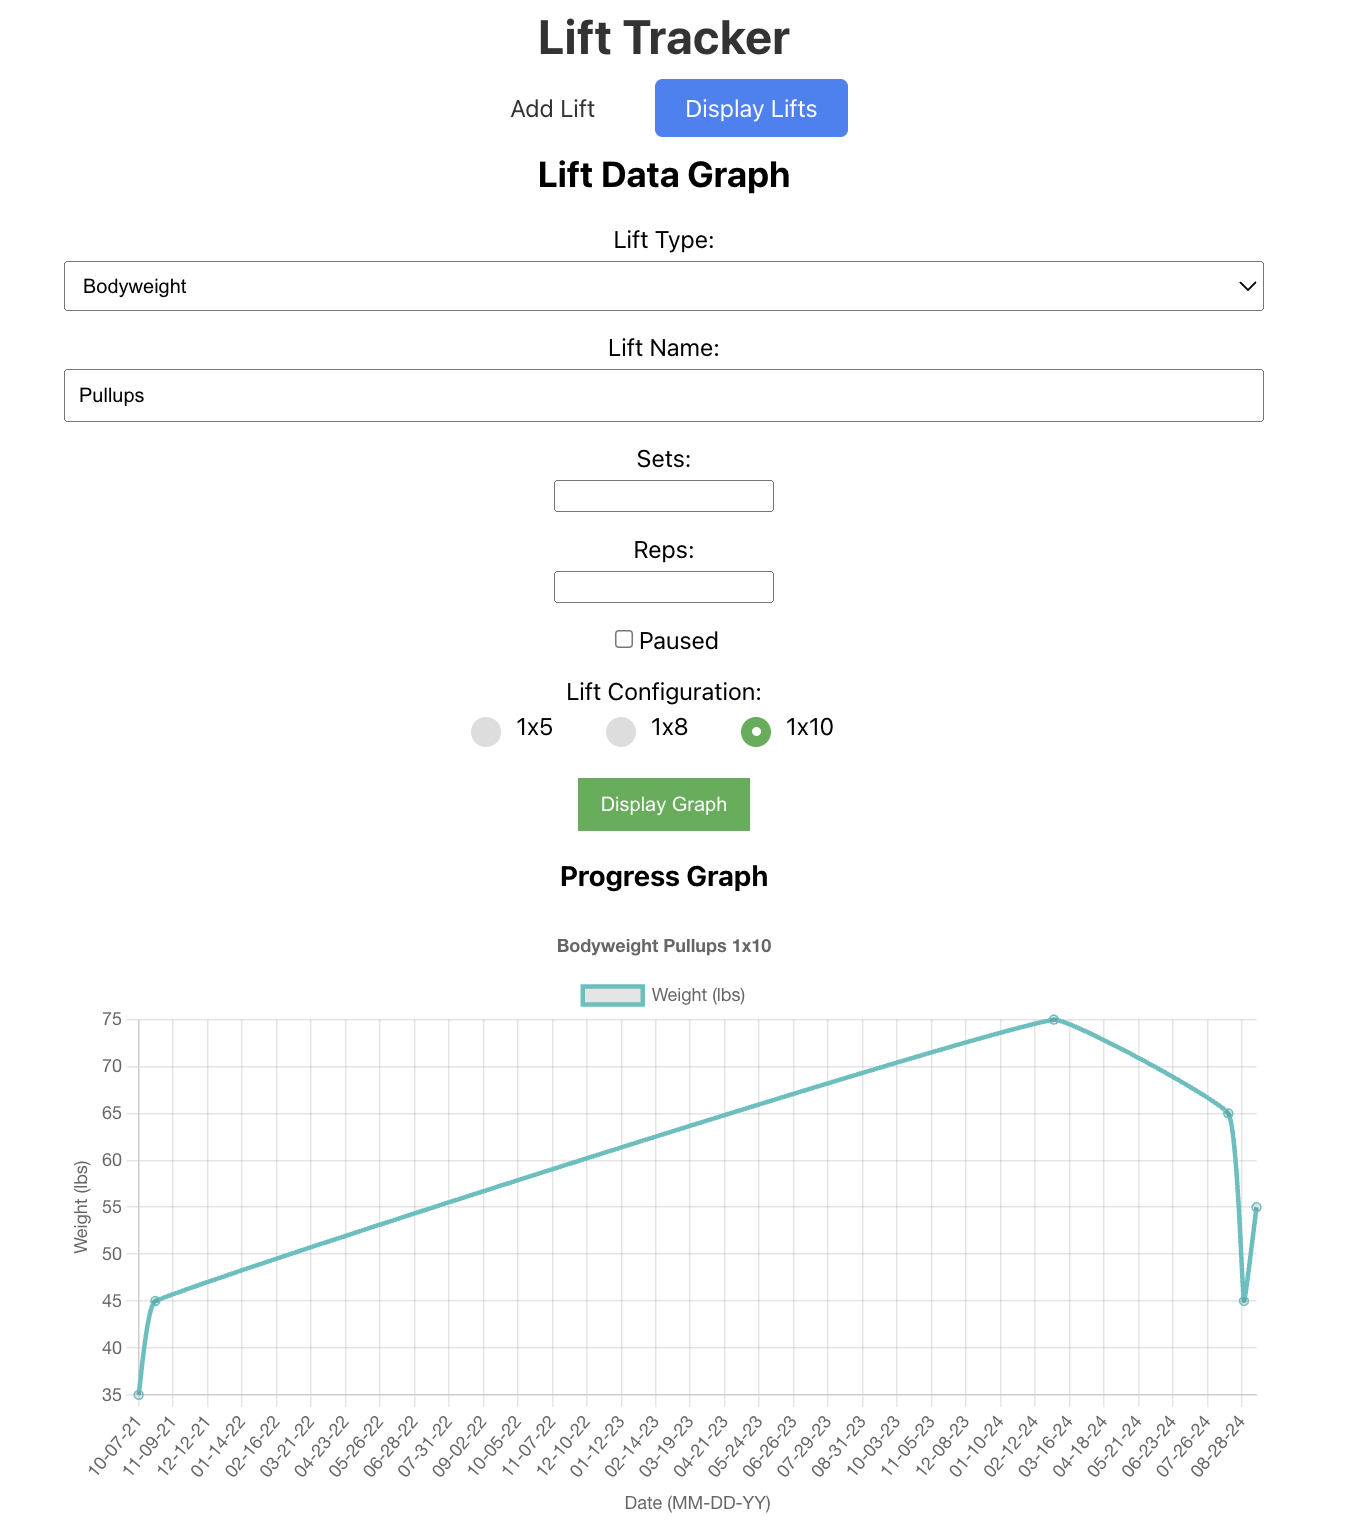 Lift Tracker
Add Lift Display Lifts
Lift Data Graph
Lift Type:
Bodyweight
Lift Name:
Pullups
Sets:
Reps:
Paused
Lift Configuration:
1x5 1x8 1x10
Display Graph
Progress Graph
Bodyweight Pullups 1x10
Weight (lbs)
75
70
65
60
55
50
45
40
35
Weight (lbs)
10-07-21 11-09-21 12-12-21 01-14-22 02-16-22 03-21-22 04-23-22 05-26-22 06-28-22 07-31-22 09-02-22 10-05-22 11-07-22 12-10-22 01-12-23 02-14-23 03-19-23 04-21-23 05-24-23 06-26-23 07-29-23 08-31-23 10-03-23 11-05-23 12-08-23 01-10-24 02-12-24 03-16-24 04-18-24 05-21-24 06-23-24 07-26-24 08-28-24
Date (MM-DD-YY)